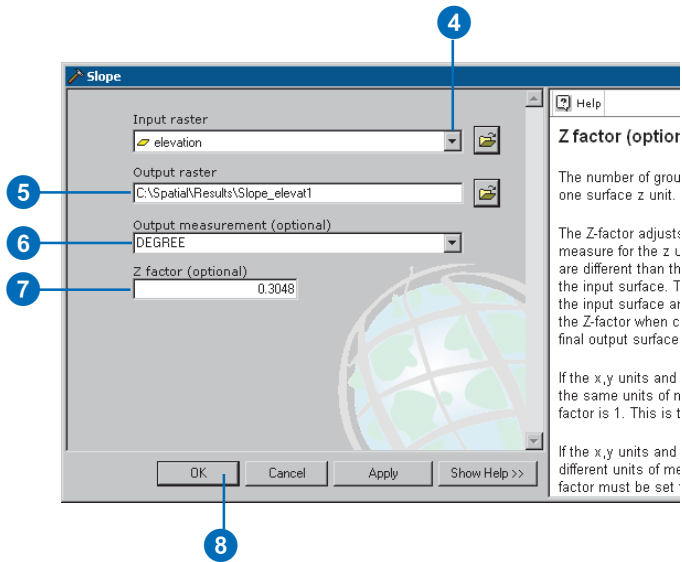 4
Slope
Input raster
elevation
Output raster
5
C:\Spatial\Results\Slope_elevat1
Output measurement (optional)
6
DEGREE
Z factor (optional)
7
0.3048
OK
Cancel
Apply
Show Help >>
8
Help
Z factor (option
The number of grou
one surface z unit.
The Z-factor adjusts
measure for the z u
are different than th
the input surface. T
the input surface ar
the Z-factor when c
final output surface
If the x,y units and
the same units of m
factor is 1. This is t
If the x,y units and
different units of me
factor must be set